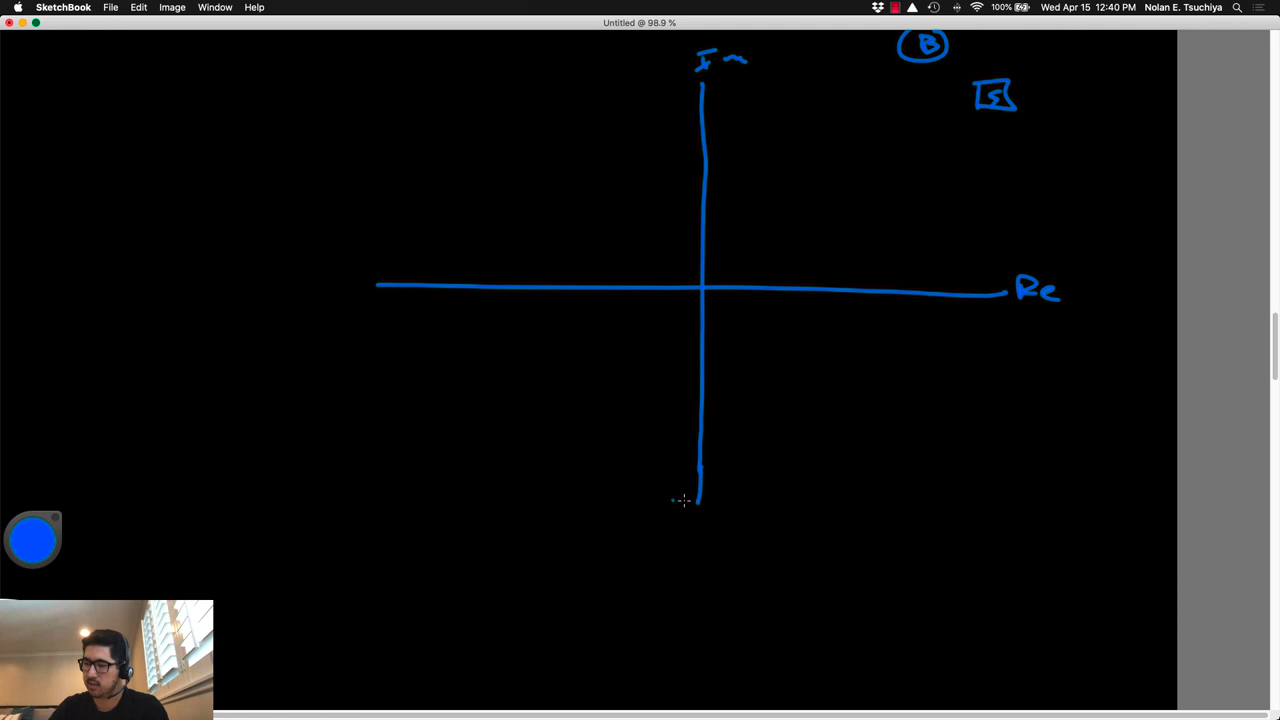 SketchBook File Edit Image Window Help 100% Wed Apr 15 12:40 PM Nolan E. Tsuchiya
Untitled @ 98.9 %
B
Im
S
Re